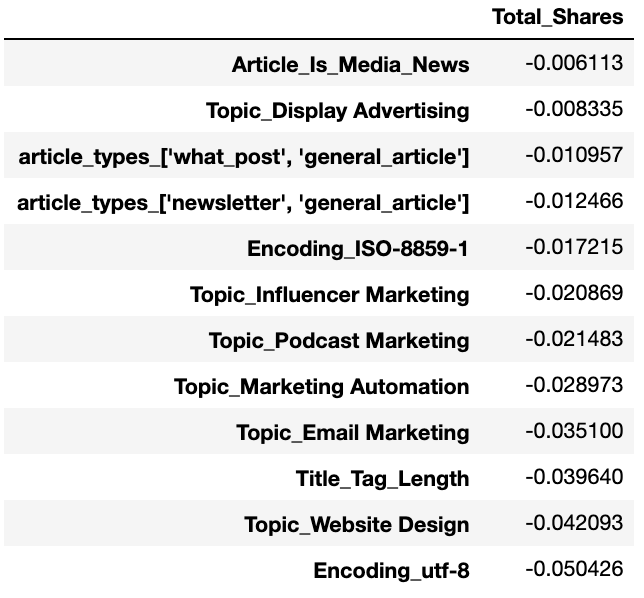 Total_Shares
Article_Is_Media_News -0.006113
Topic_Display Advertising -0.008335
article_types_['what_post', 'general_article'] -0.010957
article_types_['newsletter', 'general_article'] -0.012466
Encoding_ISO-8859-1 -0.017215
Topic_Influencer Marketing -0.020869
Topic_Podcast Marketing -0.021483
Topic_Marketing Automation -0.028973
Topic_Email Marketing -0.035100
Title_Tag_Length -0.039640
Topic_Website Design -0.042093
Encoding_utf-8 -0.050426